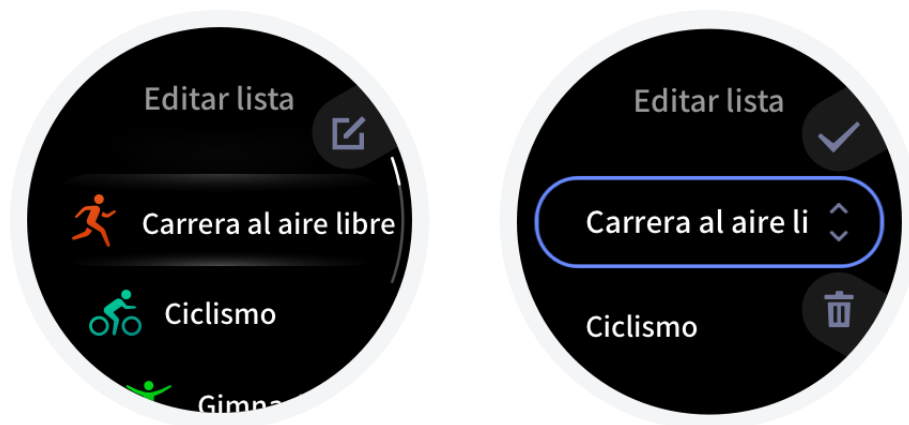 Editar lista
Carrera al aire libre
Ciclismo
Editar lista
Carrera al aire li
Ciclismo